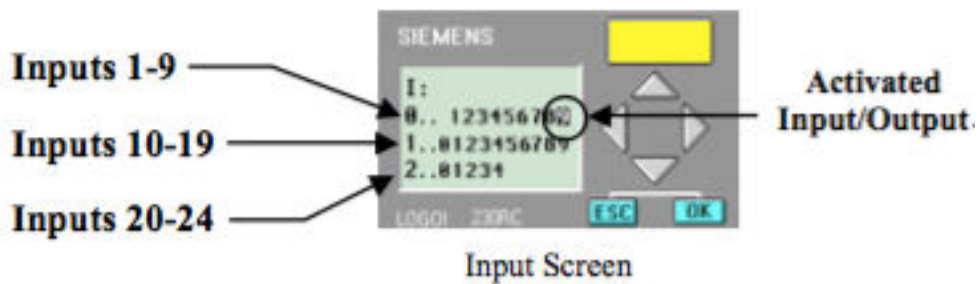 SIEMENS
Inputs 1-9
I:
0.. 12345678
Activated
Input/Output
Inputs 10-19
1..0123456789
2..01234
Inputs 20-24
LOGO! 230RC
ESC
OK
Input Screen